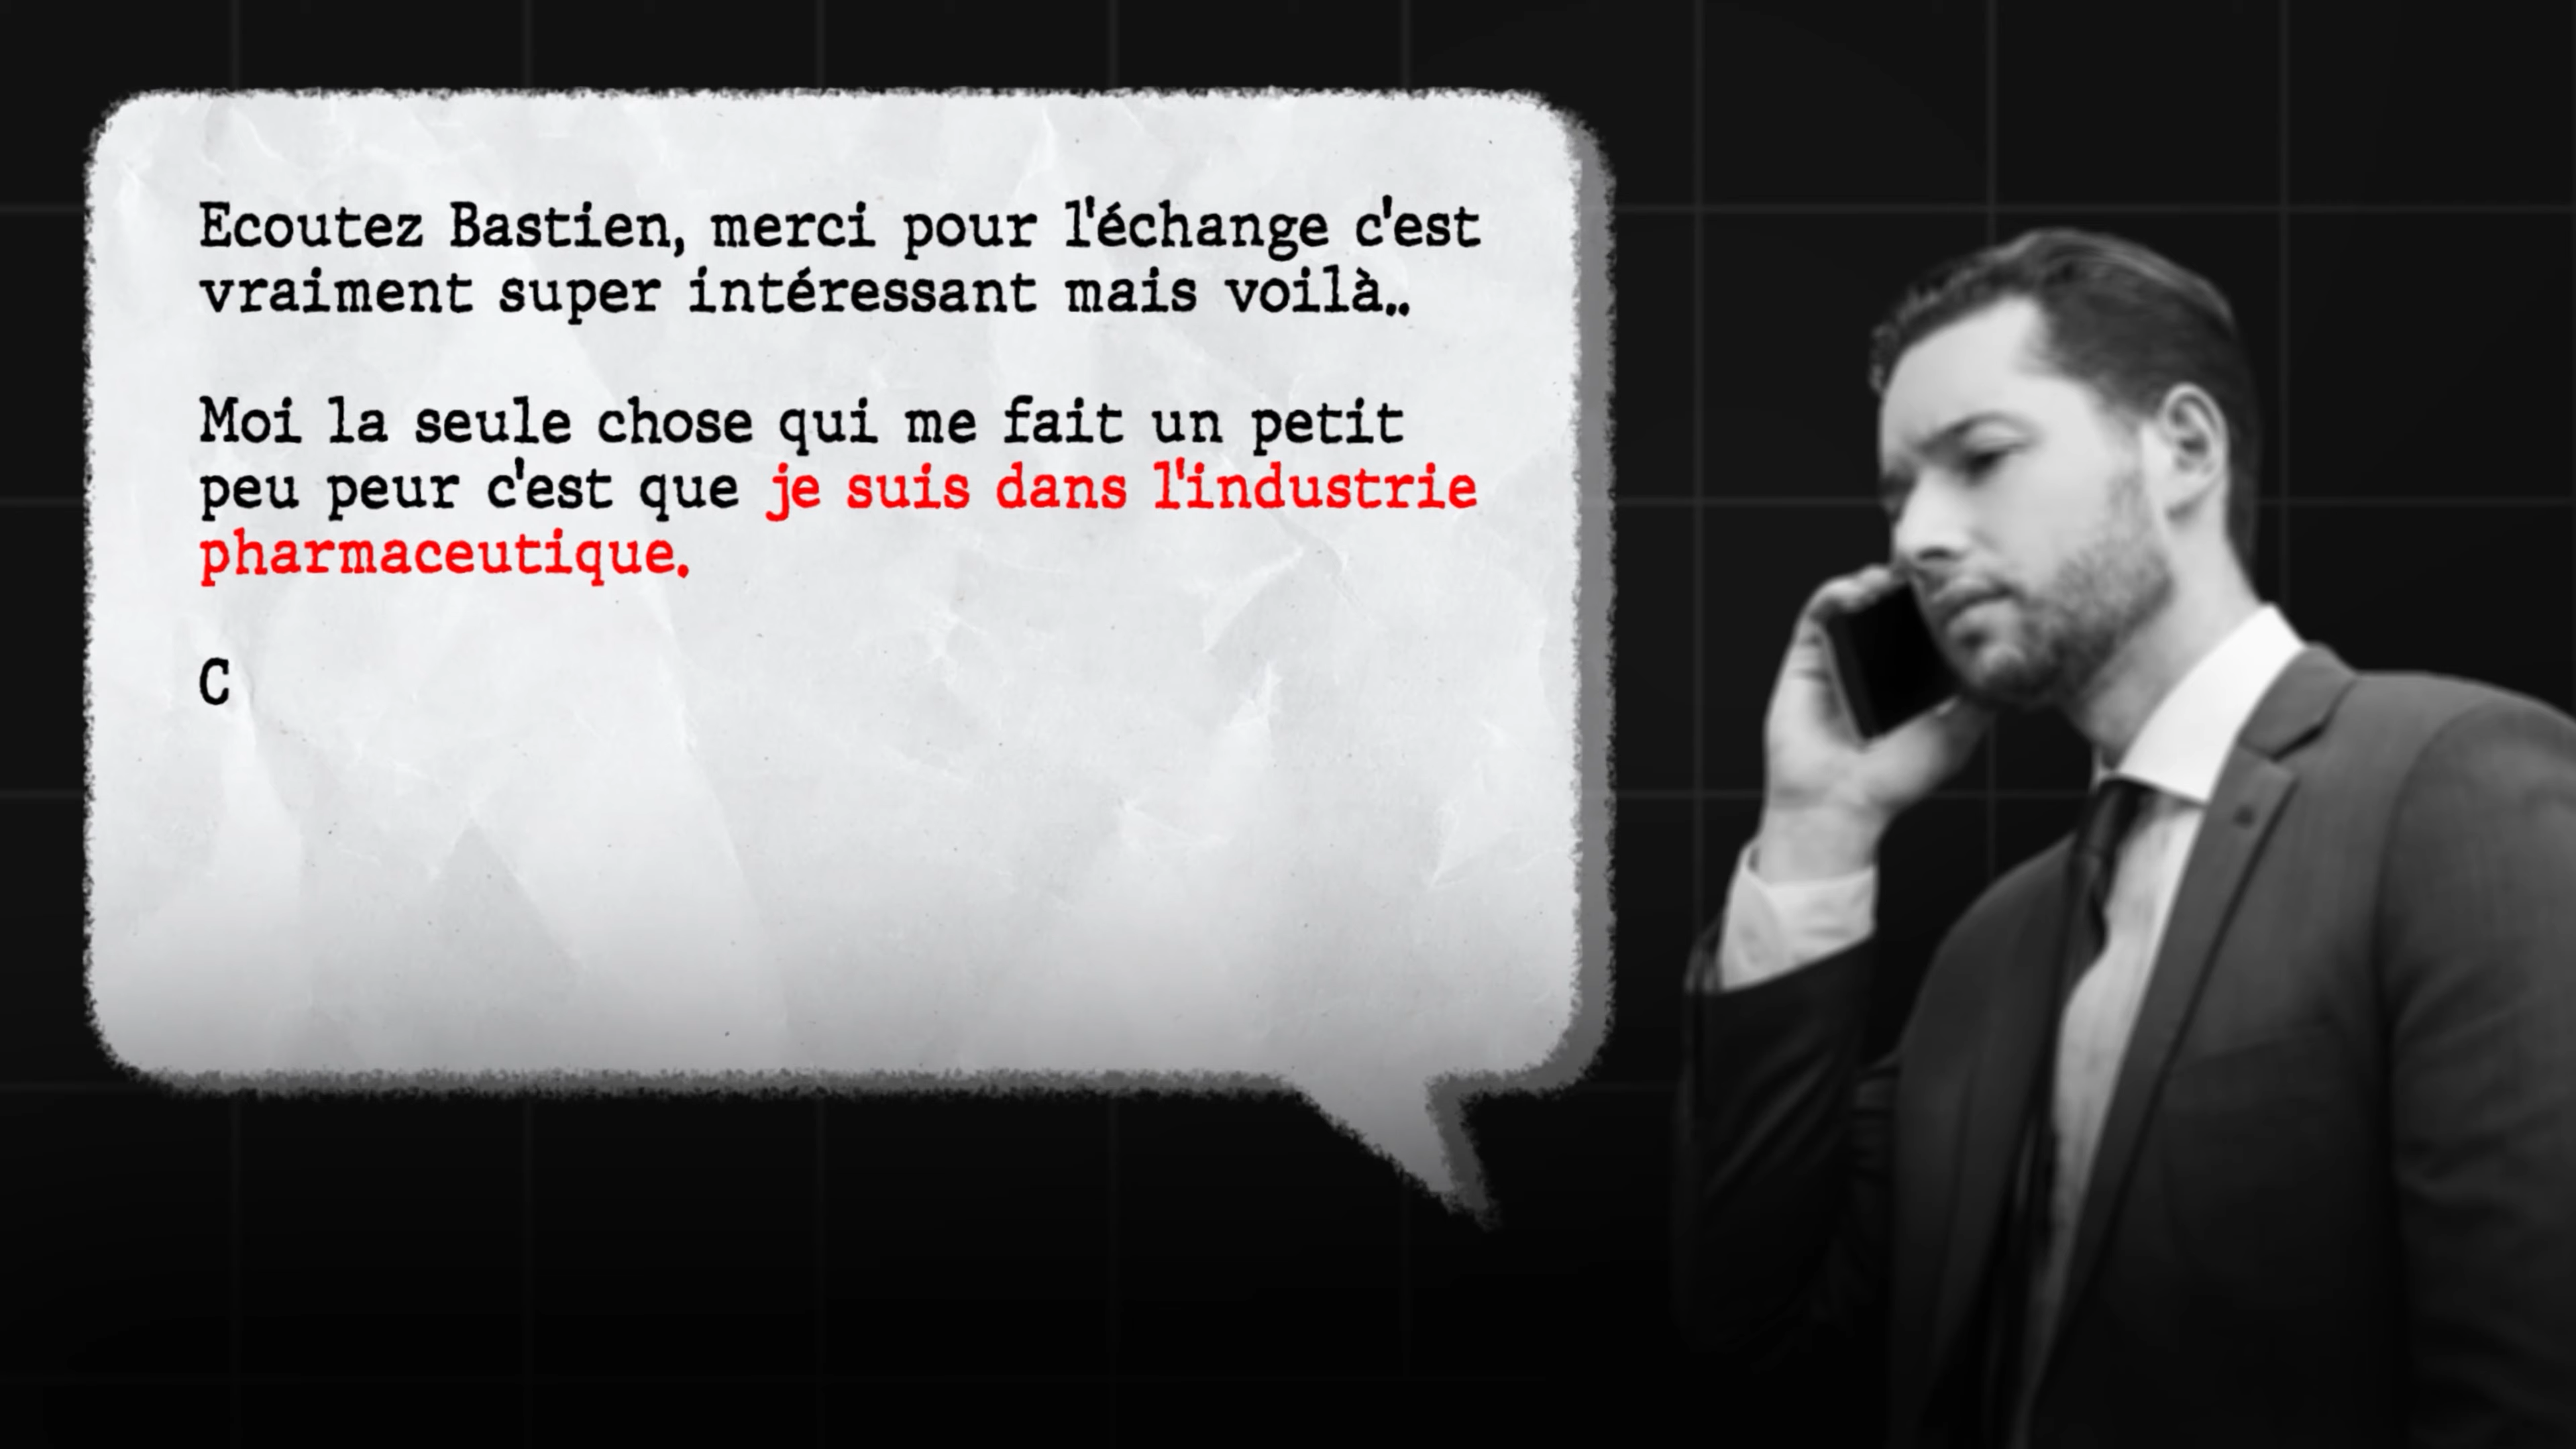 Ecoutez Bastien, merci pour l'échange c'est
vraiment super intéressant mais voilà..
Moi la seule chose qui me fait un petit
peu peur c'est que je suis dans l'industrie
pharmaceutique.
C